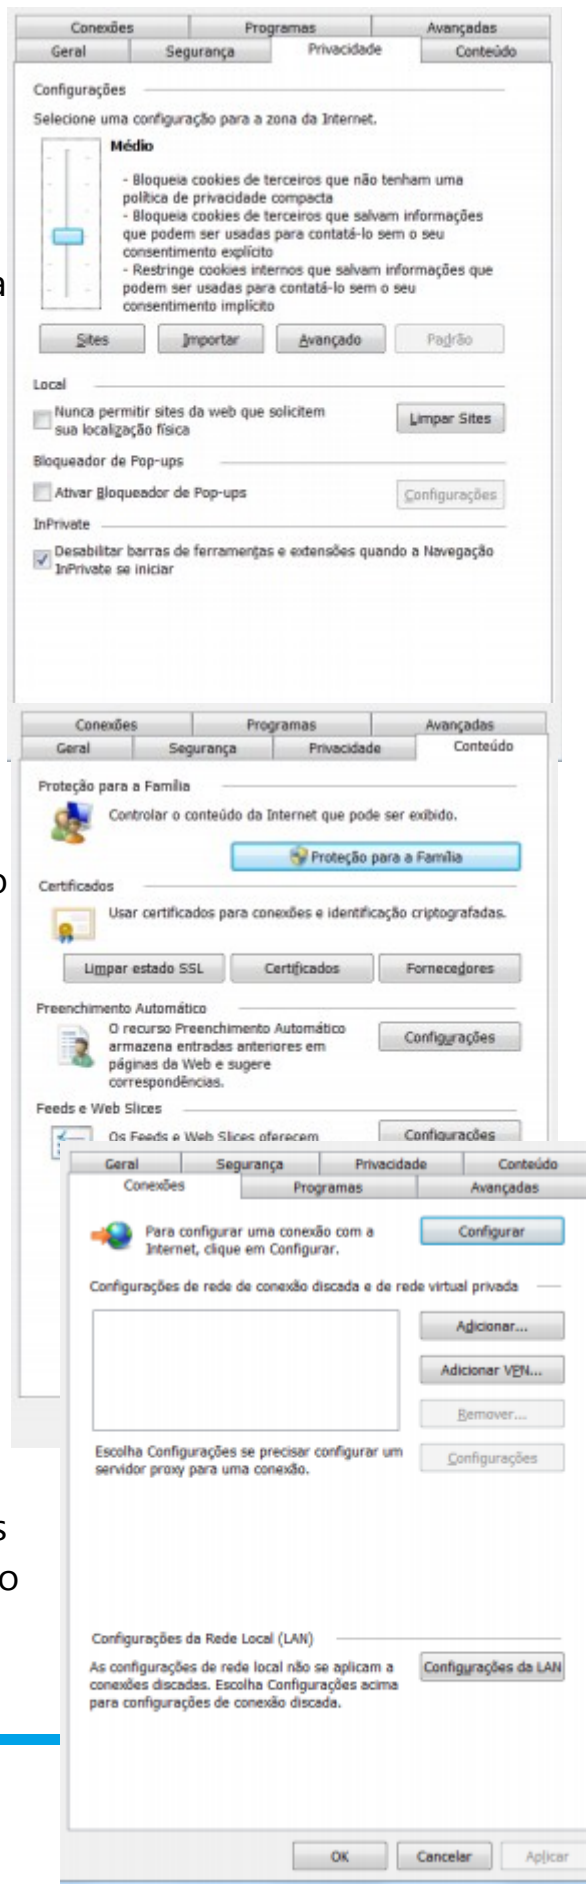 Conexões Programas Avançadas
Geral Segurança Privacidade Conteúdo
Configurações
Selecione uma configuração para a zona da Internet.
Médio
- Bloqueia cookies de terceiros que não tenham uma
política de privacidade compacta
- Bloqueia cookies de terceiros que salvam informações
que podem ser usadas para contatá-lo sem o seu
consentimento explícito
a
- Restringe cookies internos que salvam informações que
podem ser usadas para contatá-lo sem o seu
consentimento implícito
Sites Importar Avançado Padrão
Local
Nunca permitir sites da web que solicitem
sua localização física
Limpar Sites
Bloqueador de Pop-ups
Ativar Bloqueador de Pop-ups Configurações
InPrivate
Desabilitar barras de ferramentas e extensões quando a Navegação
InPrivate se iniciar
Conexões Programas Avançadas
Geral Segurança Privacidade Conteúdo
Proteção para a Família
Controlar o conteúdo da Internet que pode ser exibido.
Proteção para a Família
o
Certificados
Usar certificados para conexões e identificação criptografadas.
Limpar estado SSL Certificados Fornecedores
Preenchimento Automático
O recurso Preenchimento Automático
armazena entradas anteriores em
páginas da Web e sugere
correspondências.
Configurações
Feeds e Web Slices
Os Feeds e Web Slices oferecem Configurações
Geral Segurança Privacidade Conteúdo
Conexões Programas Avançadas
Para configurar uma conexão com a
Internet, clique em Configurar.
Configurar
Configurações de rede de conexão discada e de rede virtual privada
Adicionar...
Adicionar VPN...
Remover...
Escolha Configurações se precisar configurar um
servidor proxy para uma conexão.
Configurações
s
o
Configurações da Rede Local (LAN)
As configurações de rede local não se aplicam a
conexões discadas. Escolha Configurações acima
para configurações de conexão discada.
Configurações da LAN
OK Cancelar Aplicar